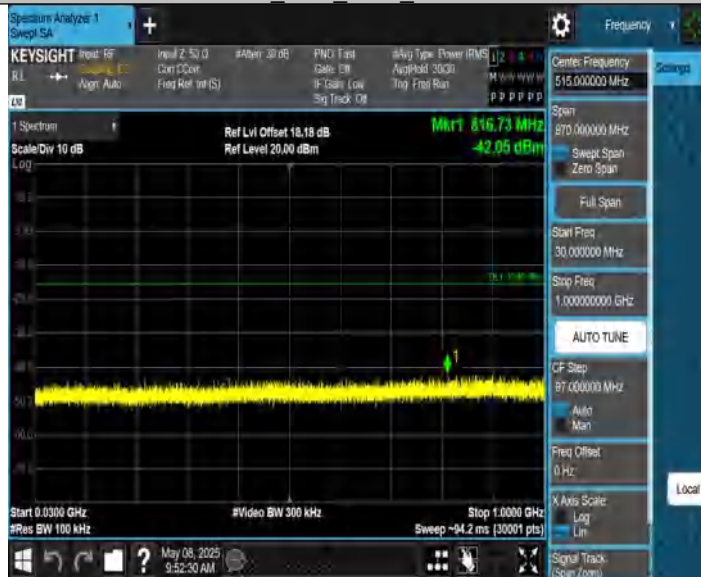 Spectrum Analyzer 1
Swept SA
Frequency
KEYSIGHT Input: RF
Input Z: 50 Ω
#Atten: 30 dB
PNO: Fast
#Avg Type: Power (RMS
Corr CCorr
Gate: Off
Avg|Hold: 30/30
Align: Auto
Freq Ref: Int (S)
IF Gain: Low
Trig: Free Run
Sig Track: Off
P P P P P
1 Spectrum
Scale/Div 10 dB
Ref Lvl Offset 18.18 dB
Ref Level 20.00 dBm
Mkr1 816.73 MHz
-42.05 dBm
Log
1
Start 0.0300 GHz
#Res BW 100 kHz
#Video BW 300 kHz
Stop 1.0000 GHz
Sweep ~94.2 ms (30001 pts)
Center Frequency
515.000000 MHz
Settings
Span
970.000000 MHz
Swept Span
Zero Span
Full Span
Start Freq
30.000000 MHz
Stop Freq
1.000000000 GHz
AUTO TUNE
CF Step
97.000000 MHz
Auto
Man
Freq Offset
0 Hz
X Axis Scale
Log
Lin
Local
Signal Track
(Span Zoom)
?
May 08, 2025
9:52:30 AM